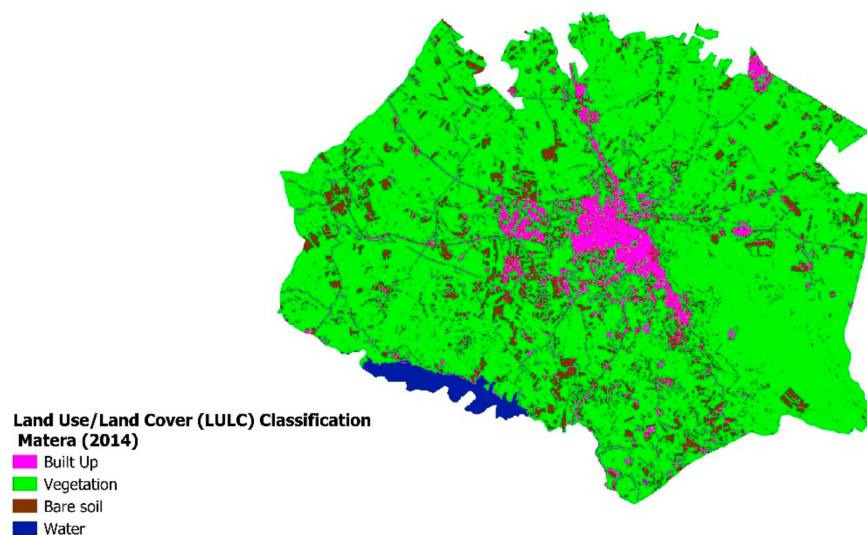 Land Use/Land Cover (LULC) Classification
Matera (2014)
Built Up
Vegetation
Bare soil
Water